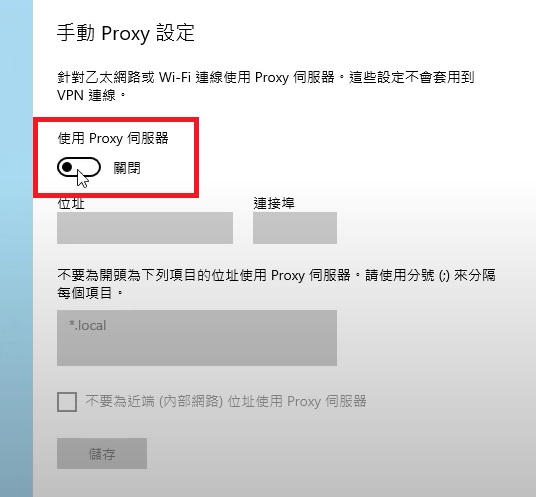 手動 Proxy 設定
針對乙太網路或 Wi-Fi 連線使用 Proxy 伺服器。這些設定不會套用到
VPN 連線。
使用 Proxy 伺服器
關閉
位址 連接埠
不要為開頭為下列項目的位址使用 Proxy 伺服器。請使用分號 (;) 來分隔
每個項目。
*.local
不要為近端 (內部網路) 位址使用 Proxy 伺服器
儲存